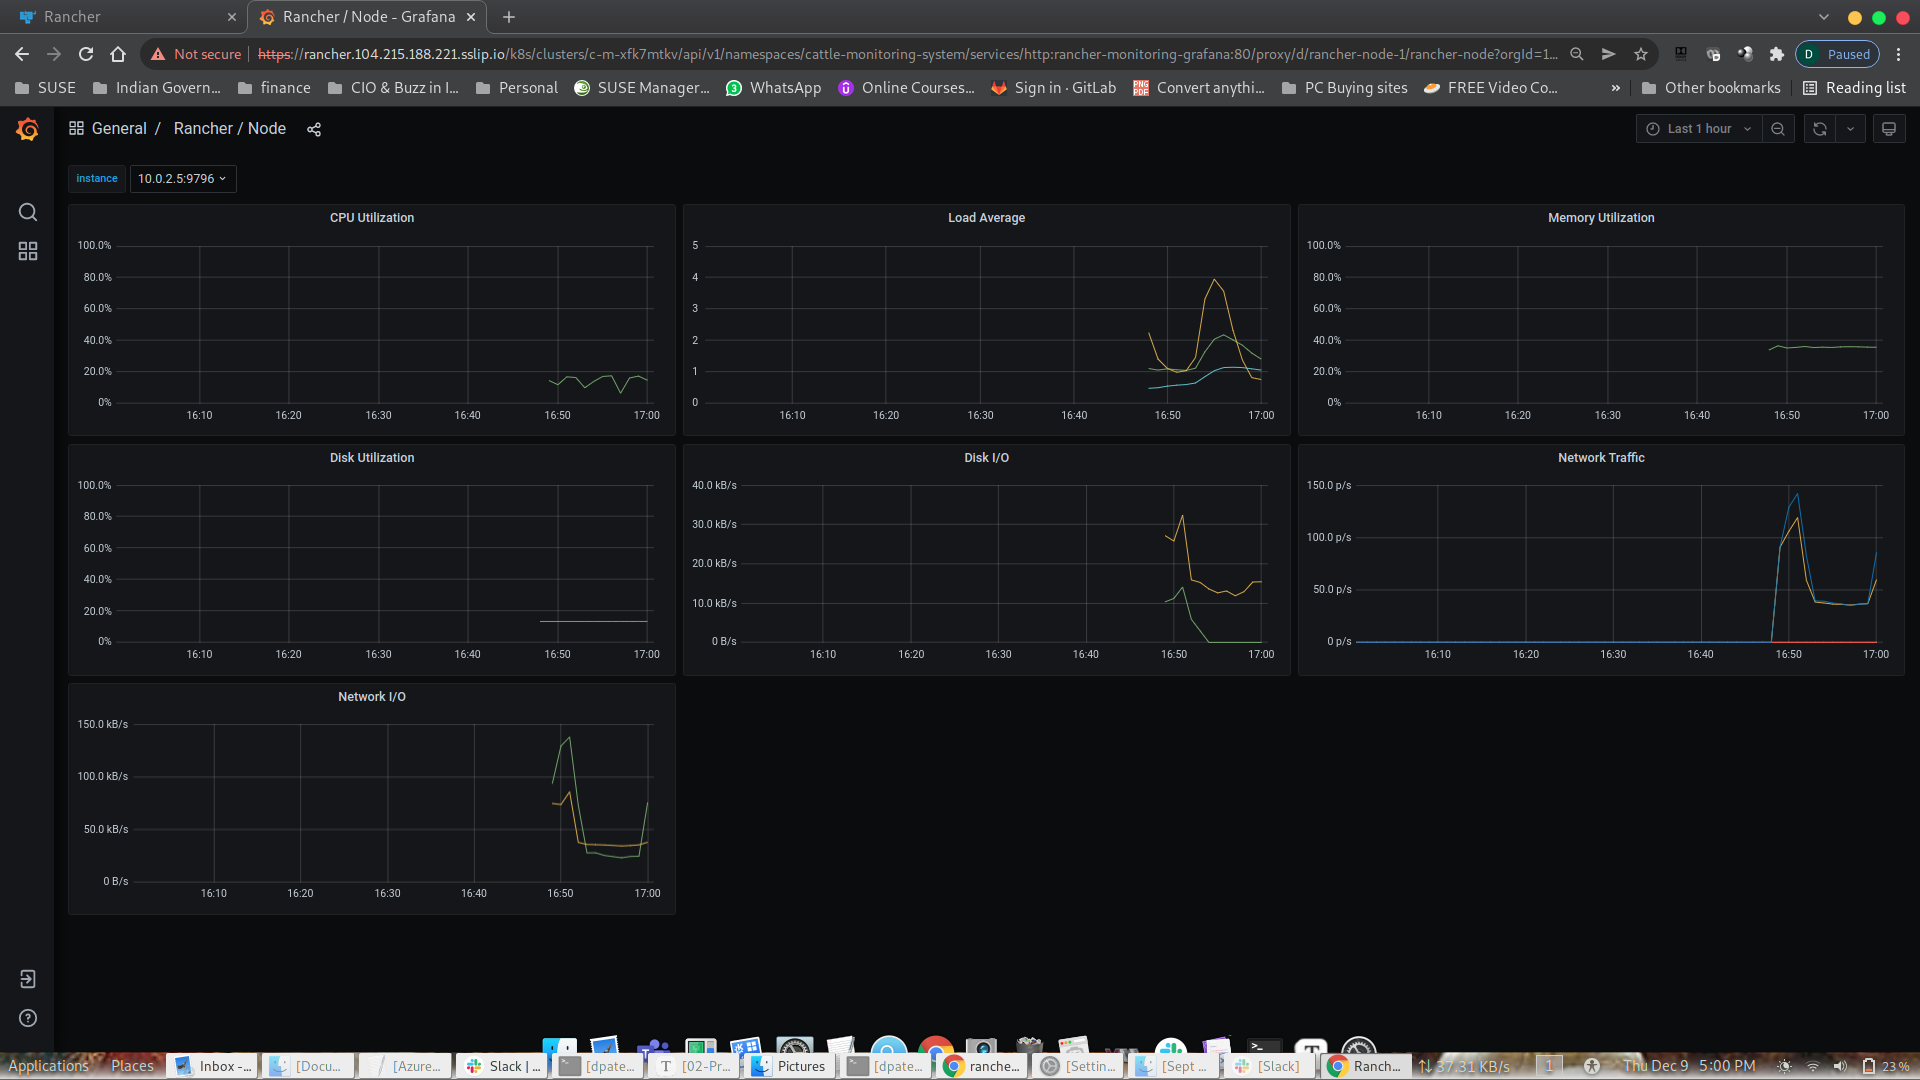 Rancher
Rancher / Node - Grafana
Not secure https://rancher.104.215.188.221.sslip.io/k8s/clusters/c-m-xfk7mtkv/api/v1/namespaces/cattle-monitoring-system/services/http:rancher-monitoring-grafana:80/proxy/d/rancher-node-1/rancher-node?orgId=1... D Paused
SUSE Indian Govern... finance CIO & Buzz in I... Personal SUSE Manager... 3 WhatsApp Online Courses... Sign in · GitLab PNG PDF Convert anythi... PC Buying sites FREE Video Co... » Other bookmarks Reading list
General / Rancher / Node
Last 1 hour
instance 10.0.2.5:9796
CPU Utilization
100.0%
80.0%
60.0%
40.0%
20.0%
0%
16:10 16:20 16:30 16:40 16:50 17:00
Load Average
5
4
3
2
1
0
16:10 16:20 16:30 16:40 16:50 17:00
Memory Utilization
100.0%
80.0%
60.0%
40.0%
20.0%
0%
16:10 16:20 16:30 16:40 16:50 17:00
Disk Utilization
100.0%
80.0%
60.0%
40.0%
20.0%
0%
16:10 16:20 16:30 16:40 16:50 17:00
Disk I/O
40.0 kB/s
30.0 kB/s
20.0 kB/s
10.0 kB/s
0 B/s
16:10 16:20 16:30 16:40 16:50 17:00
Network Traffic
150.0 p/s
100.0 p/s
50.0 p/s
0 p/s
16:10 16:20 16:30 16:40 16:50 17:00
Network I/O
150.0 kB/s
100.0 kB/s
50.0 kB/s
0 B/s
16:10 16:20 16:30 16:40 16:50 17:00
Applications Places Inbox -... [Docu... [Azure... Slack | ... [dpate... T [02-Pr... Pictures [dpate... ranche... [Settin... [Sept ... [Slack] Ranch... 37.31 KB/s 1 Thu Dec 9 5:00 PM 23 %